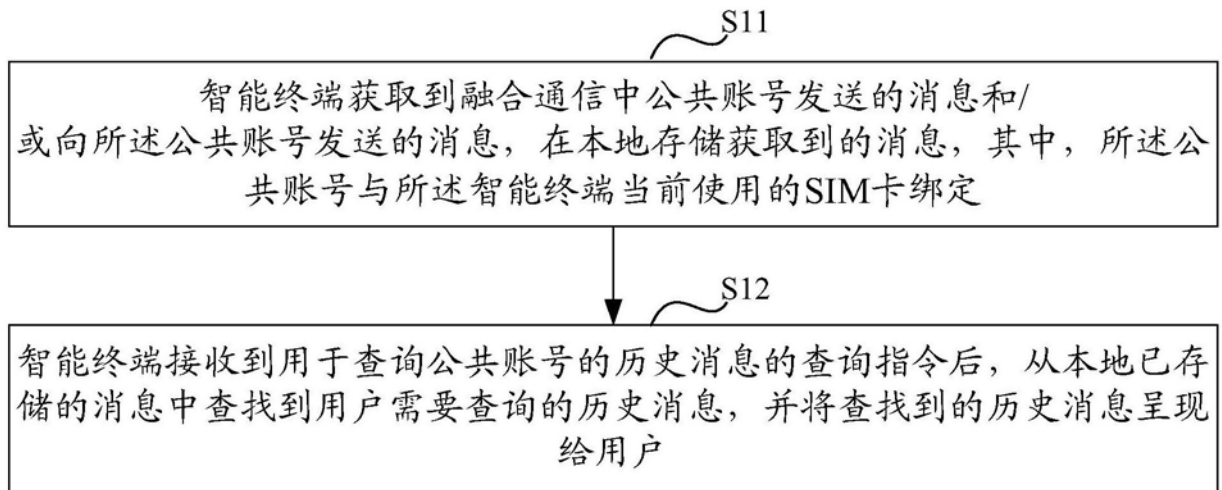 S11
智能终端获取到融合通信中公共账号发送的消息和/
或向所述公共账号发送的消息，在本地存储获取到的消息，其中，所述公
共账号与所述智能终端当前使用的SIM卡绑定
S12
智能终端接收到用于查询公共账号的历史消息的查询指令后，从本地已存
储的消息中查找到用户需要查询的历史消息，并将查找到的历史消息呈现
给用户